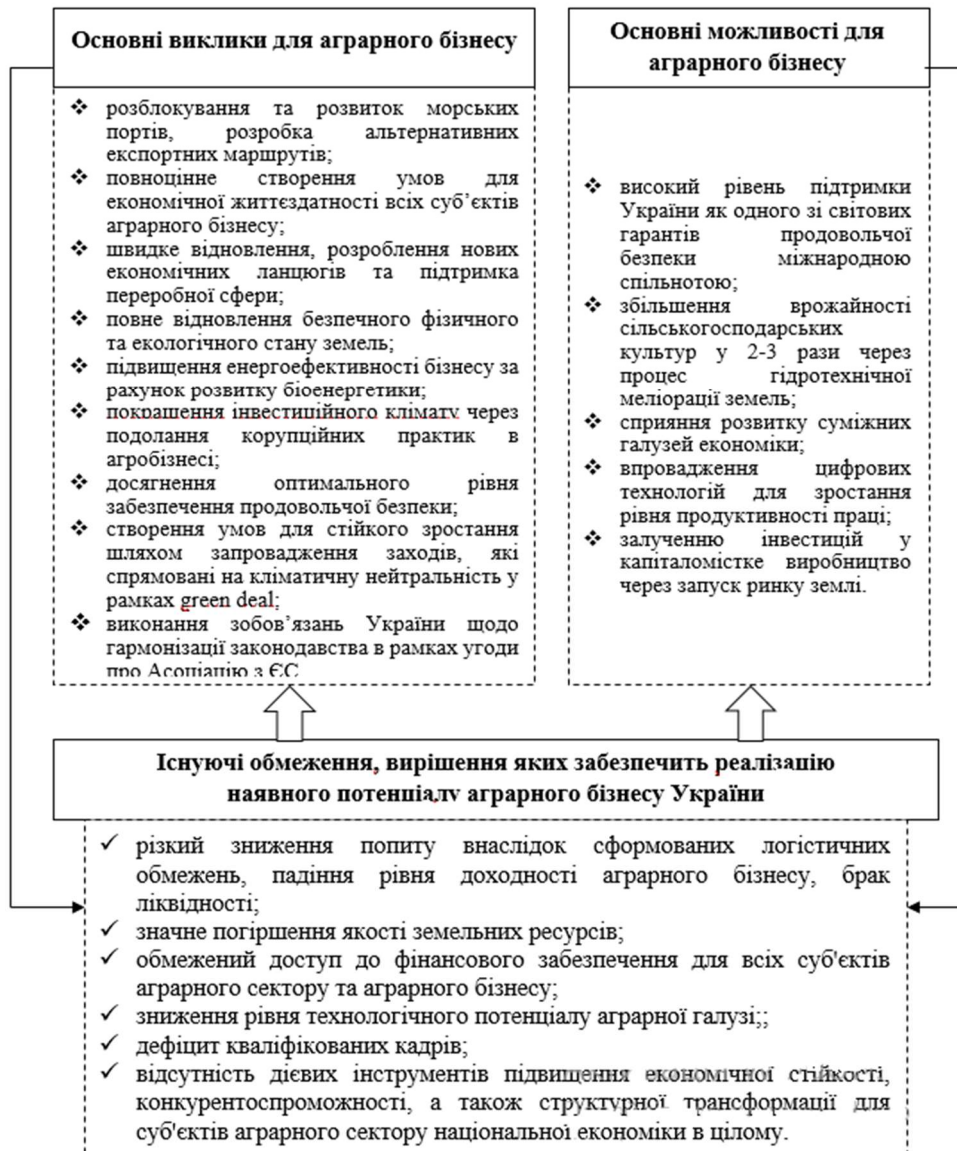 Основні виклики для аграрного бізнесу
❖ розблокування та розвиток морських
портів, розробка альтернативних
експортних маршрутів;
❖ повноцінне створення умов для
економічної життєздатності всіх суб’єктів
аграрного бізнесу;
❖ швидке відновлення, розроблення нових
економічних ланцюгів та підтримка
переробної сфери;
❖ повне відновлення безпечного фізичного
та екологічного стану земель;
❖ підвищення енергоефективності бізнесу за
рахунок розвитку біоенергетики;
❖ покращення інвестиційного клімату через
подолання корупційних практик в
агробізнесі;
❖ досягнення оптимального рівня
забезпечення продовольчої безпеки;
❖ створення умов для стійкого зростання
шляхом запровадження заходів, які
спрямовані на кліматичну нейтральність у
рамках green deal;
❖ виконання зобов’язань України щодо
гармонізації законодавства в рамках угоди
про Асоціацію з ЄС
Основні можливості для
аграрного бізнесу
❖ високий рівень підтримки
України як одного зі світових
гарантів продовольчої
безпеки міжнародною
спільнотою;
❖ збільшення врожайності
сільськогосподарських
культур у 2-3 рази через
процес гідротехнічної
меліорації земель;
❖ сприяння розвитку суміжних
галузей економіки;
❖ впровадження цифрових
технологій для зростання
рівня продуктивності праці;
❖ залученню інвестицій у
капіталомістке виробництво
через запуск ринку землі.
Існуючі обмеження, вирішення яких забезпечить реалізацію
наявного потенціалу аграрного бізнесу України
✓ різкий зниження попиту внаслідок сформованих логістичних
обмежень, падіння рівня доходності аграрного бізнесу, брак
ліквідності;
✓ значне погіршення якості земельних ресурсів;
✓ обмежений доступ до фінансового забезпечення для всіх суб'єктів
аграрного сектору та аграрного бізнесу;
✓ зниження рівня технологічного потенціалу аграрної галузі;;
✓ дефіцит кваліфікованих кадрів;
✓ відсутність дієвих інструментів підвищення економічної стійкості,
конкурентоспроможності, а також структурної трансформації для
суб'єктів аграрного сектору національної економіки в цілому.